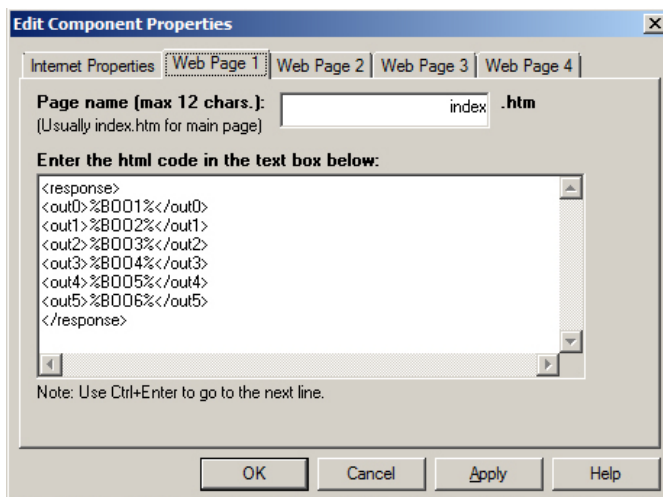 Edit Component Properties
Internet Properties Web Page 1 Web Page 2 Web Page 3 Web Page 4
Page name (max 12 chars.): index .htm
(Usually index.htm for main page)
Enter the html code in the text box below:
<response>
<out0>%B001%</out0>
<out1>%B002%</out1>
<out2>%B003%</out2>
<out3>%B004%</out3>
<out4>%B005%</out4>
<out5>%B006%</out5>
</response>
Note: Use Ctrl+Enter to go to the next line.
OK Cancel Apply Help